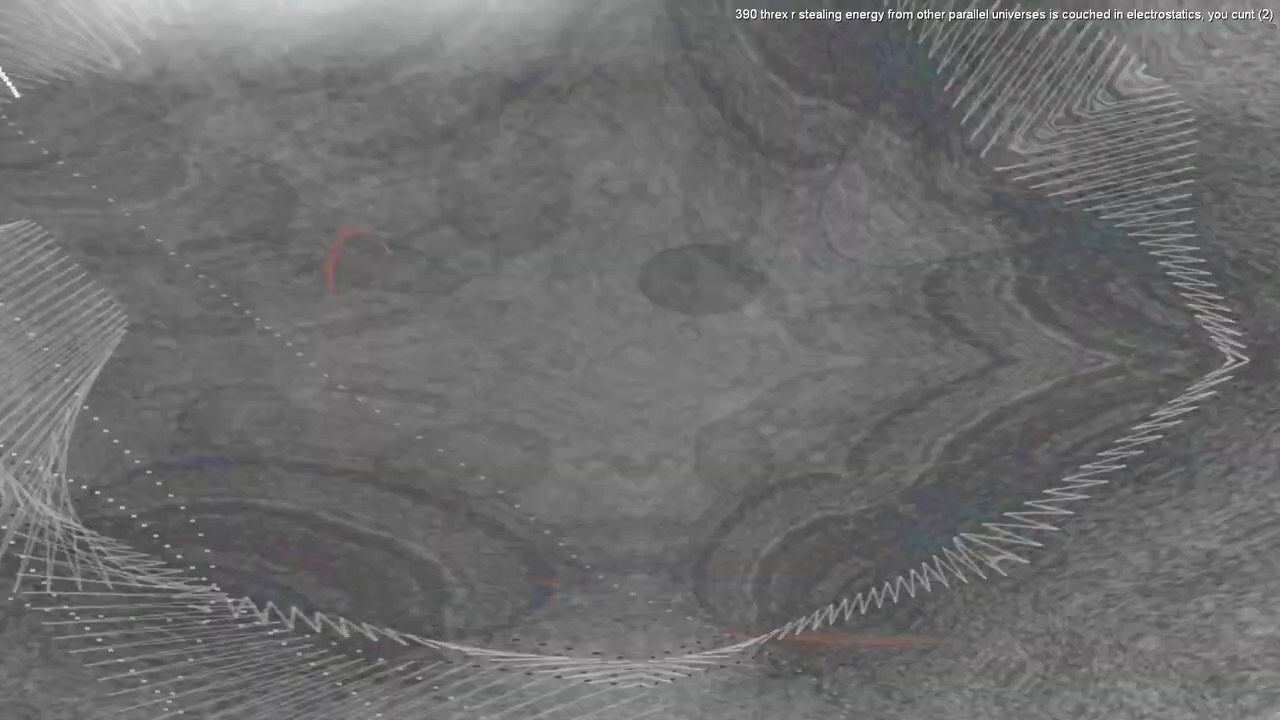 390 threx r stealing energy from other parallel universes is couched in electrostatics, you cunt (2)